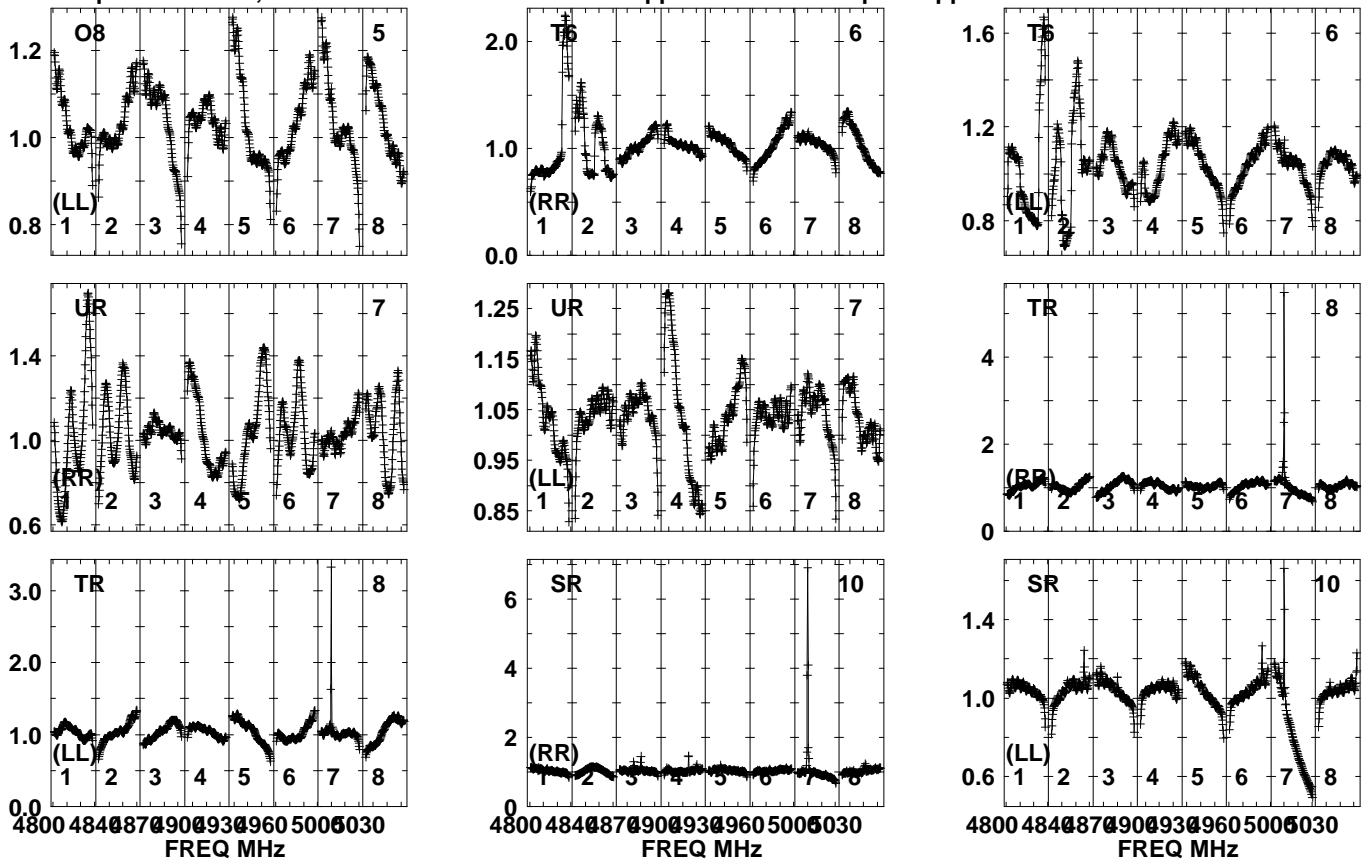 O8 5
1.2
1.0
0.8
(LL)
1 2 3 4 5 6 7 8
T6 6
2.0
1.0
0.0
(RR)
1 2 3 4 5 6 7 8
T6 6
1.6
1.2
0.8
(LL)
1 2 3 4 5 6 7 8
UR 7
1.4
1.0
0.6
(RR)
1 2 3 4 5 6 7 8
UR 7
1.25
1.15
1.05
0.95
0.85
(LL)
1 2 3 4 5 6 7 8
TR 8
4
2
0
(RR)
1 2 3 4 5 6 7 8
TR 8
3.0
2.0
1.0
0.0
(LL)
1 2 3 4 5 6 7 8
4800 4840 4870 4900 4930 4960 5000 5030
FREQ MHz
SR 10
6
4
2
0
(RR)
1 2 3 4 5 6 7 8
4800 4840 4870 4900 4930 4960 5000 5030
FREQ MHz
SR 10
1.4
1.0
0.6
(LL)
1 2 3 4 5 6 7 8
4800 4840 4870 4900 4930 4960 5000 5030
FREQ MHz